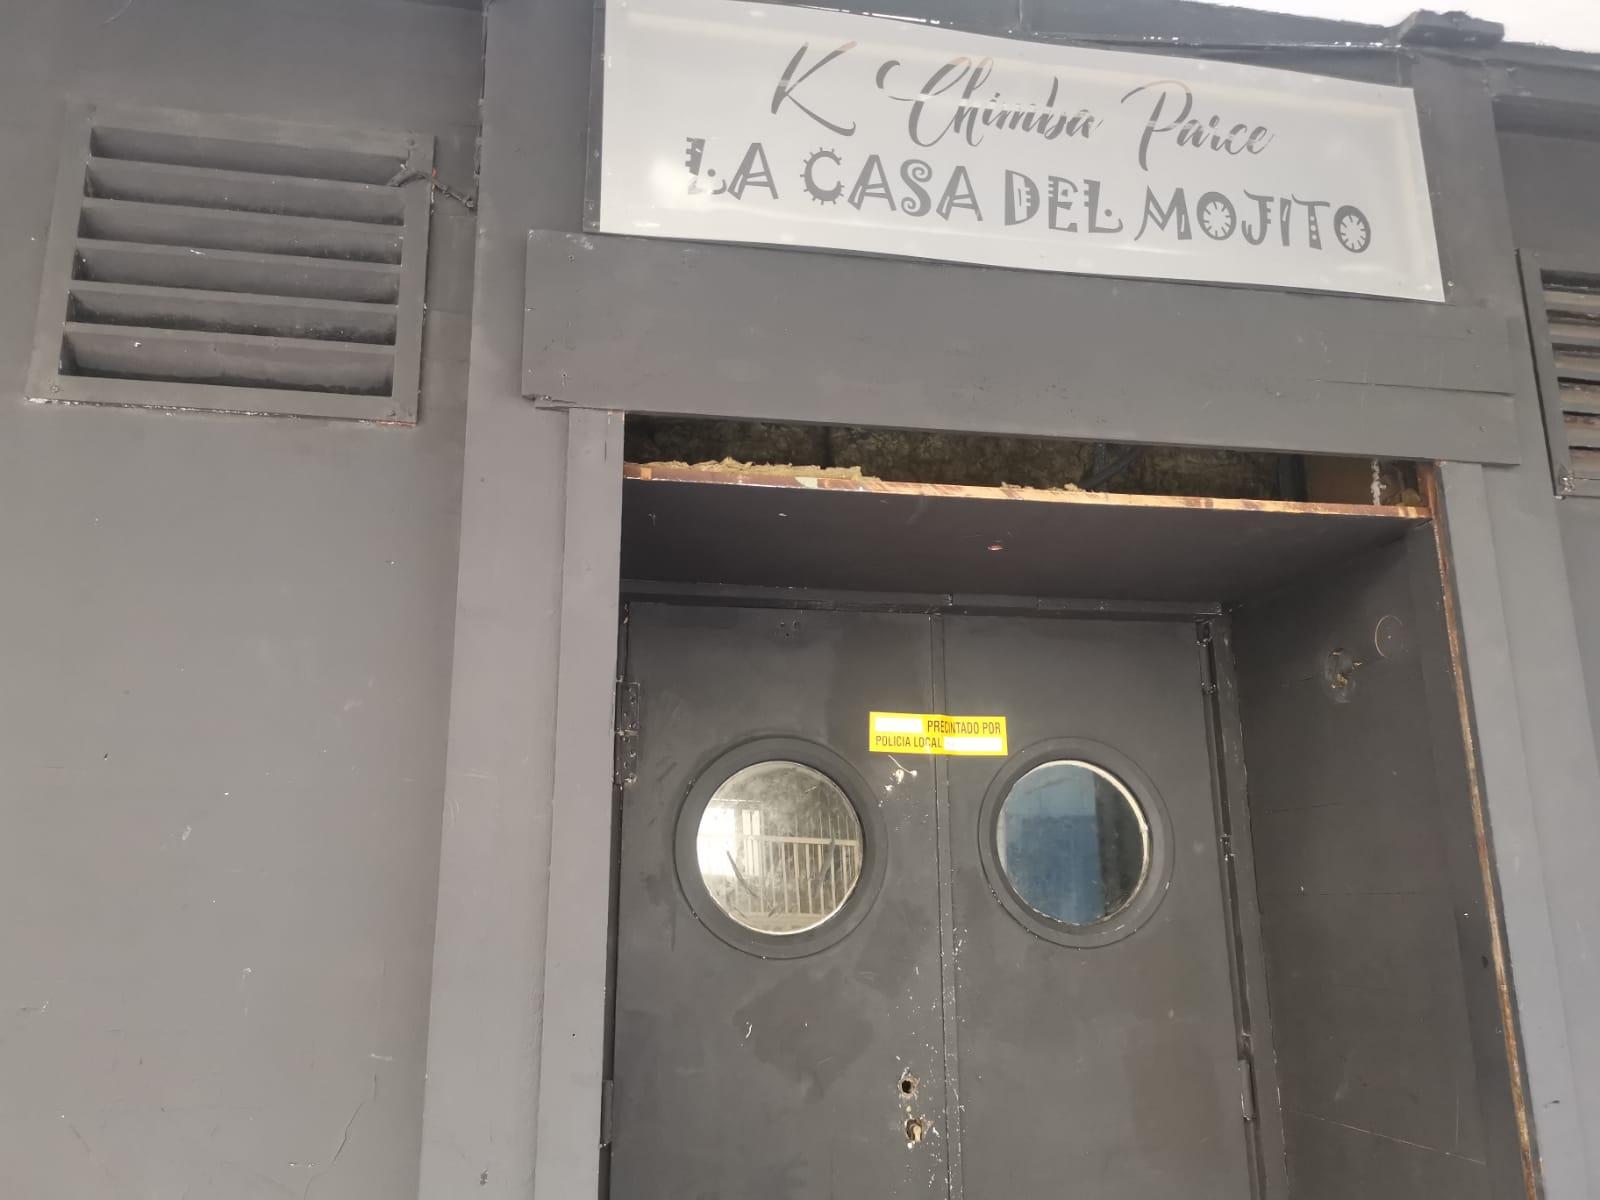 K Chimba Parce
LA CASA DEL MOJITO
PRECINTADO POR
POLICIA LOCAL